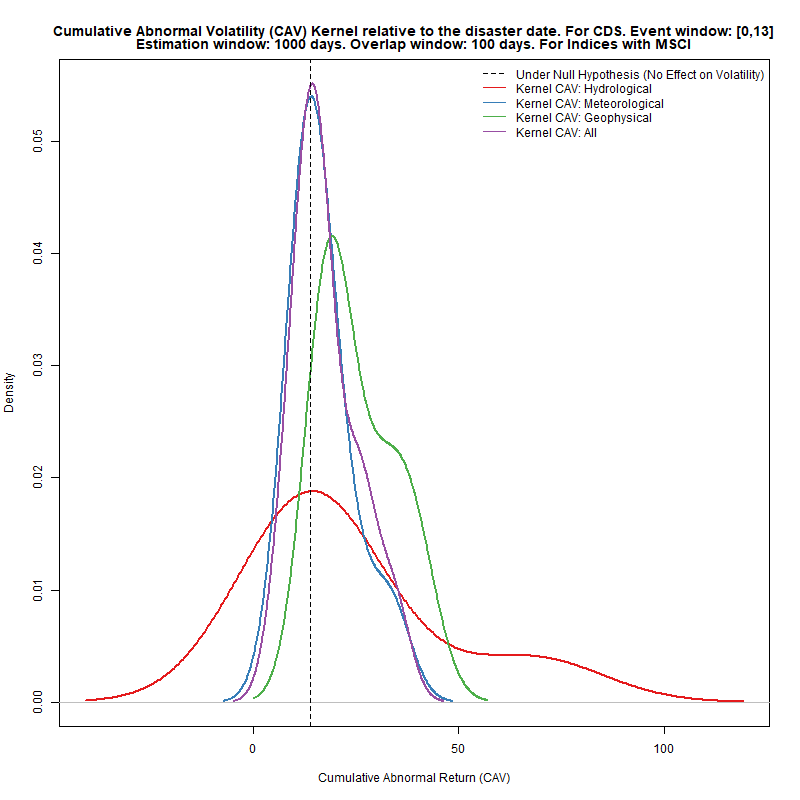 Cumulative Abnormal Volatility (CAV) Kernel relative to the disaster date. For CDS. Event window: [0,13]
Estimation window: 1000 days. Overlap window: 100 days. For Indices with MSCI
Under Null Hypothesis (No Effect on Volatility)
Kernel CAV: Hydrological
Kernel CAV: Meteorological
Kernel CAV: Geophysical
Kernel CAV: All
Density
0.05
0.04
0.03
0.02
0.01
0.00
0 50 100
Cumulative Abnormal Return (CAV)